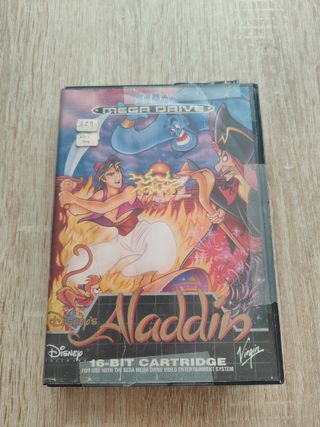 MEGA DRIVE
Disney's
Aladdin
Disney
Virgin
16-BIT CARTRIDGE
FOR USE WITH THE SEGA MEGA DRIVE VIDEO ENTERTAINMENT SYSTEM